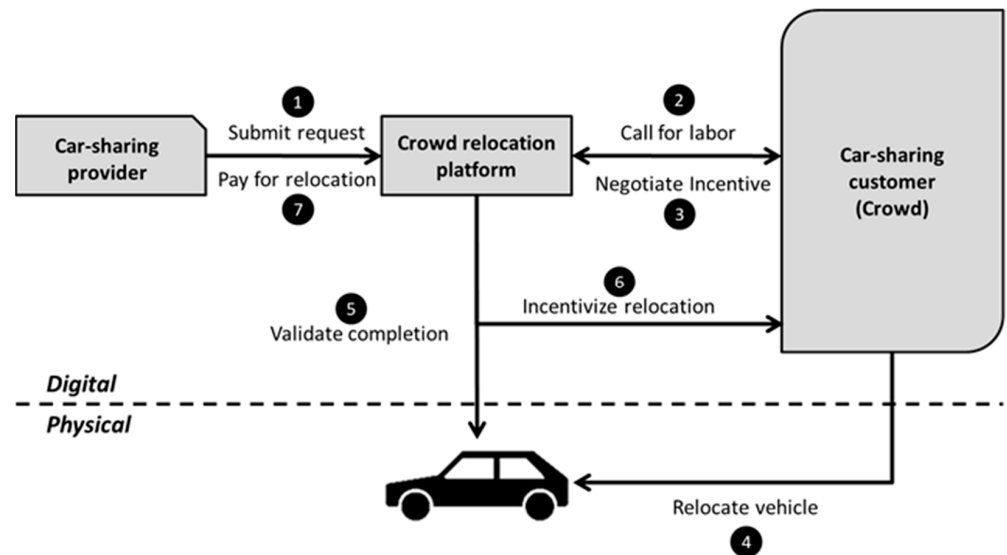 1
Submit request
Car-sharing
provider
Pay for relocation
7
Crowd relocation
platform
2
Call for labor
Negotiate Incentive
3
Car-sharing
customer
(Crowd)
5
Validate completion
6
Incentivize relocation
Digital
Physical
Relocate vehicle
4